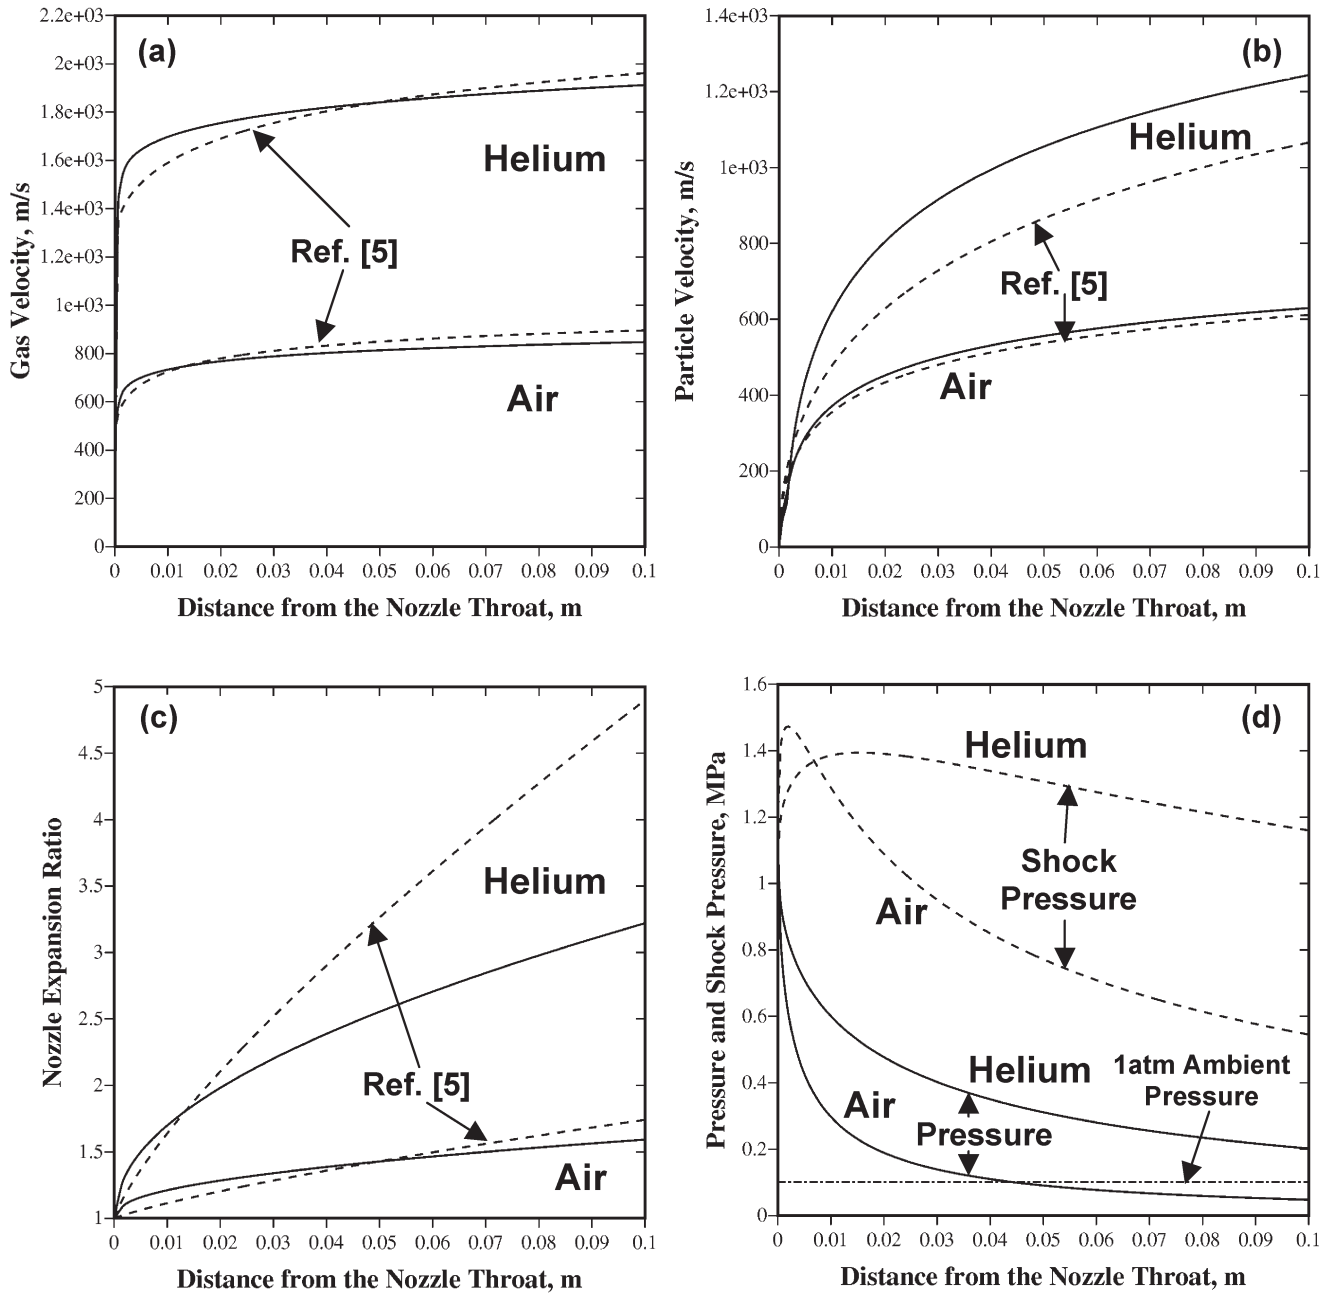 (a)
2.2e+03
2e+03
1.8e+03
1.6e+03
1.4e+03
1.2e+03
1e+03
800
600
400
200
0
Gas Velocity, m/s
Helium
Ref. [5]
Air
0 0.01 0.02 0.03 0.04 0.05 0.06 0.07 0.08 0.09 0.1
Distance from the Nozzle Throat, m
(b)
1.4e+03
1.2e+03
1e+03
800
600
400
200
0
Particle Velocity, m/s
Helium
Ref. [5]
Air
0 0.01 0.02 0.03 0.04 0.05 0.06 0.07 0.08 0.09 0.1
Distance from the Nozzle Throat, m
(c)
5
4.5
4
3.5
3
2.5
2
1.5
1
Nozzle Expansion Ratio
Helium
Ref. [5]
Air
0 0.01 0.02 0.03 0.04 0.05 0.06 0.07 0.08 0.09 0.1
Distance from the Nozzle Throat, m
(d)
1.6
1.4
1.2
1
0.8
0.6
0.4
0.2
0
Pressure and Shock Pressure, MPa
Helium
Shock
Pressure
Air
Helium
1atm Ambient
Pressure
Air
Pressure
0 0.01 0.02 0.03 0.04 0.05 0.06 0.07 0.08 0.09 0.1
Distance from the Nozzle Throat, m